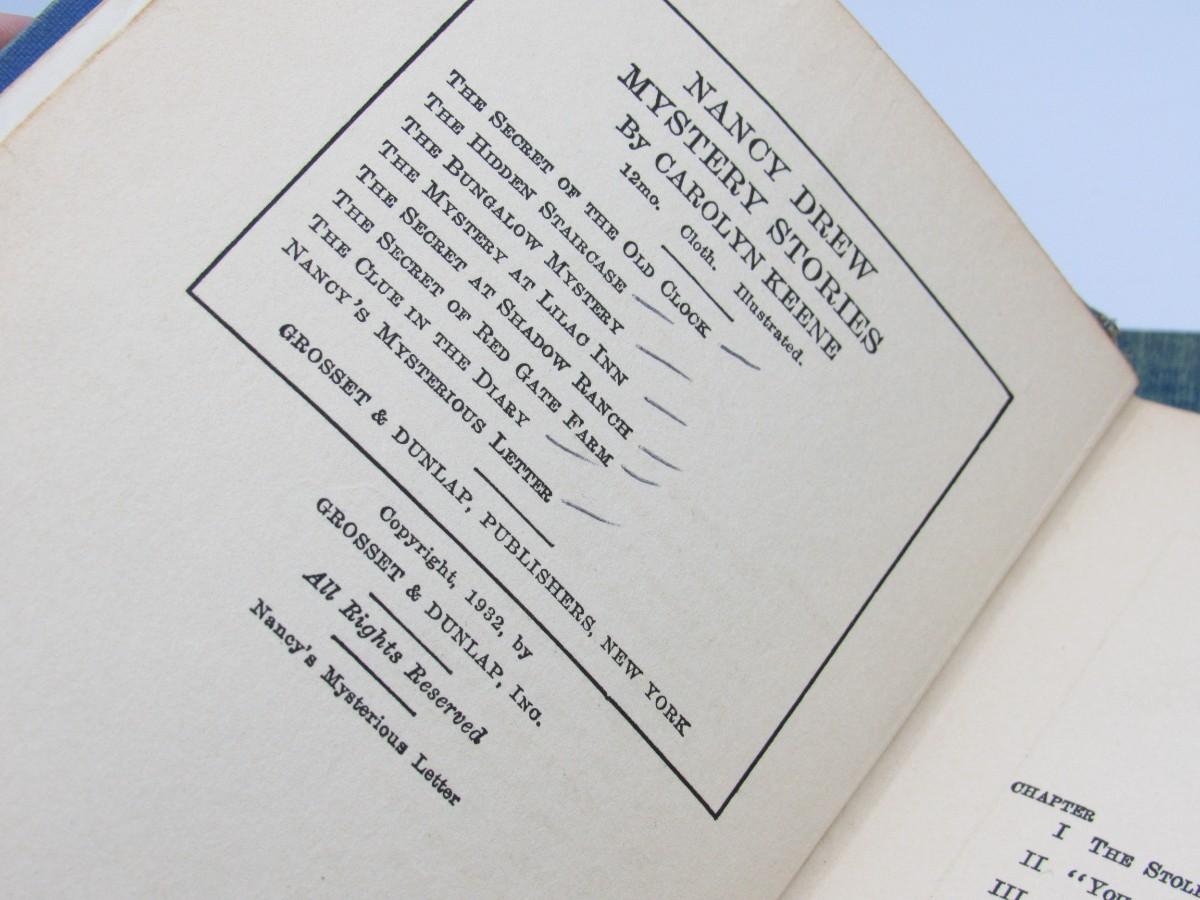 NANCY DREW
MYSTERY STORIES
By CAROLYN KEENE
12mo. Cloth. Illustrated.
THE SECRET OF THE OLD CLOCK
THE HIDDEN STAIRCASE
THE BUNGALOW MYSTERY
THE MYSTERY AT LILAC INN
THE SECRET AT SHADOW RANCH
THE SECRET OF RED GATE FARM
THE CLUE IN THE DIARY
NANCY'S MYSTERIOUS LETTER
GROSSET & DUNLAP, PUBLISHERS, NEW YORK
Copyright, 1932, by
GROSSET & DUNLAP, INC.
All Rights Reserved
Nancy's Mysterious Letter
CHAPTER
I THE
II "YOU
III